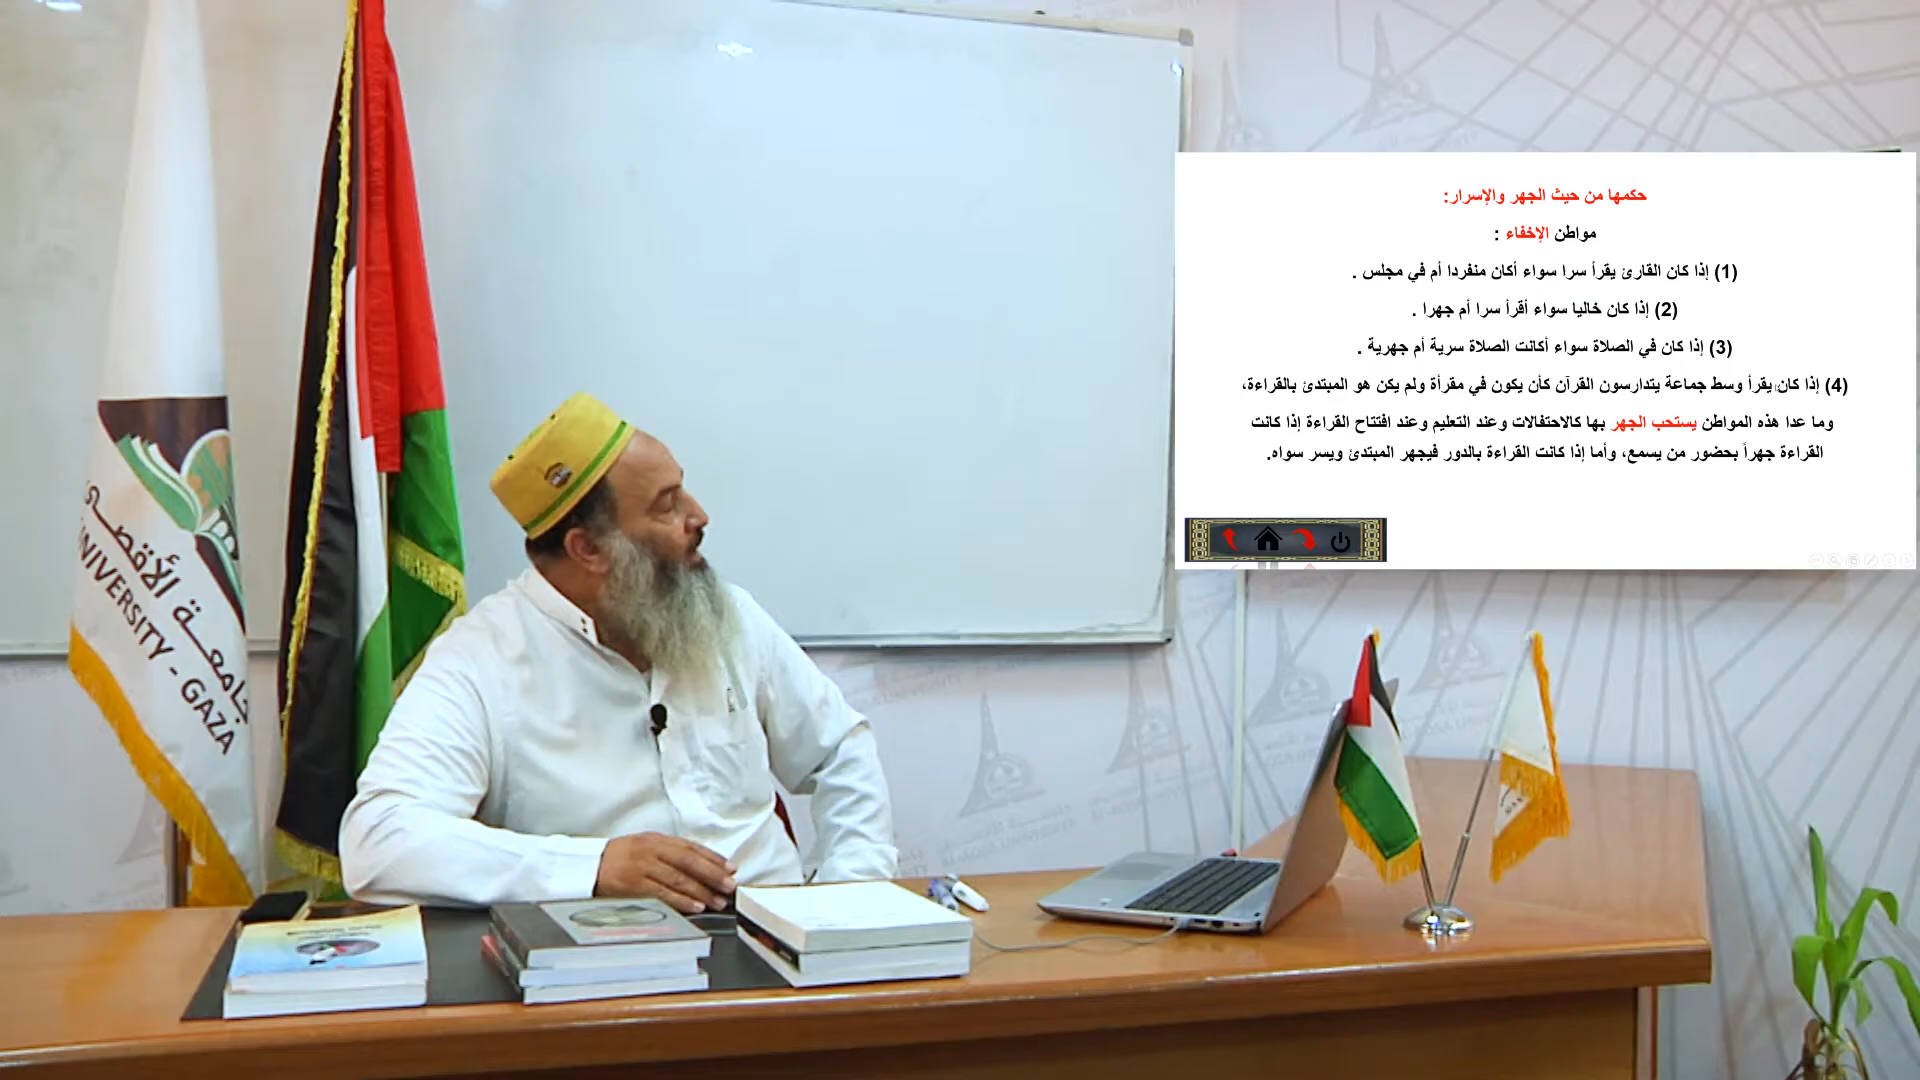 حكمها من حيث الجهر والإسرار:
مواطن الإخفاء :
(1) إذا كان القارئ يقرأ سرا سواء أكان منفردا أم في مجلس .
(2) إذا كان خاليا سواء أقرأ سرا أم جهرا .
(3) إذا كان في الصلاة سواء أكانت الصلاة سرية أم جهرية .
(4) إذا كان يقرأ وسط جماعة يتدارسون القرآن كأن يكون في مقرأة ولم يكن هو المبتدئ بالقراءة،
وما عدا هذه المواطن يستحب الجهر بها كالاحتفالات وعند التعليم وعند افتتاح القراءة إذا كانت
القراءة جهراً بحضور من يسمع، وأما إذا كانت القراءة بالدور فيجهر المبتدئ ويسر سواه.
جامعة الأقصى
UNIVERSITY - GAZA